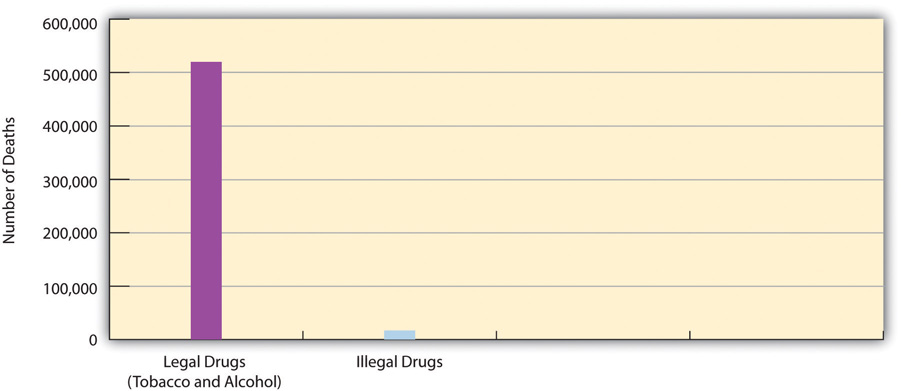 600,000
500,000
400,000
300,000
200,000
100,000
0
Number of Deaths
Legal Drugs
(Tobacco and Alcohol)
Illegal Drugs